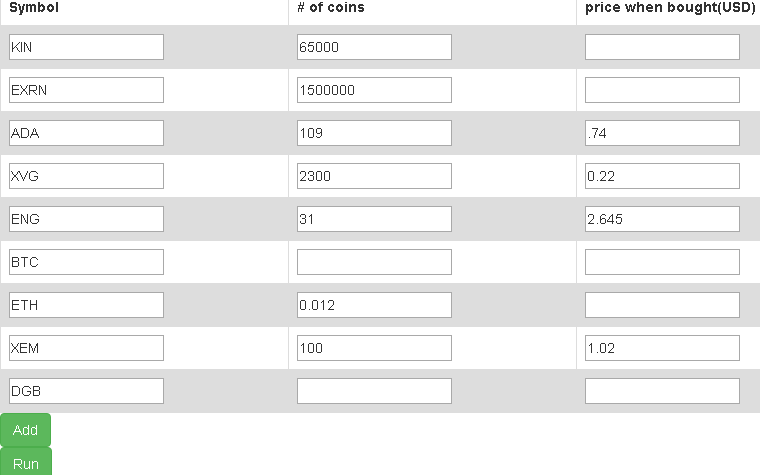 Symbol # of coins price when bought(USD)
KIN 65000
EXRN 1500000
ADA 109 .74
XVG 2300 0.22
ENG 31 2.645
BTC
ETH 0.012
XEM 100 1.02
DGB
Add
Run